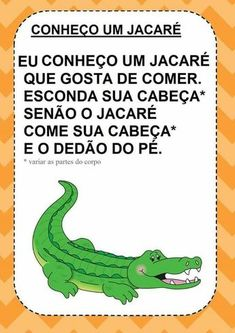 CONHEÇO UM JACARÉ
EU CONHEÇO UM JACARÉ
QUE GOSTA DE COMER.
ESCONDA SUA CABEÇA*
SENÃO O JACARÉ
COME SUA CABEÇA*
E O DEDÃO DO PÉ.
* variar as partes do corpo